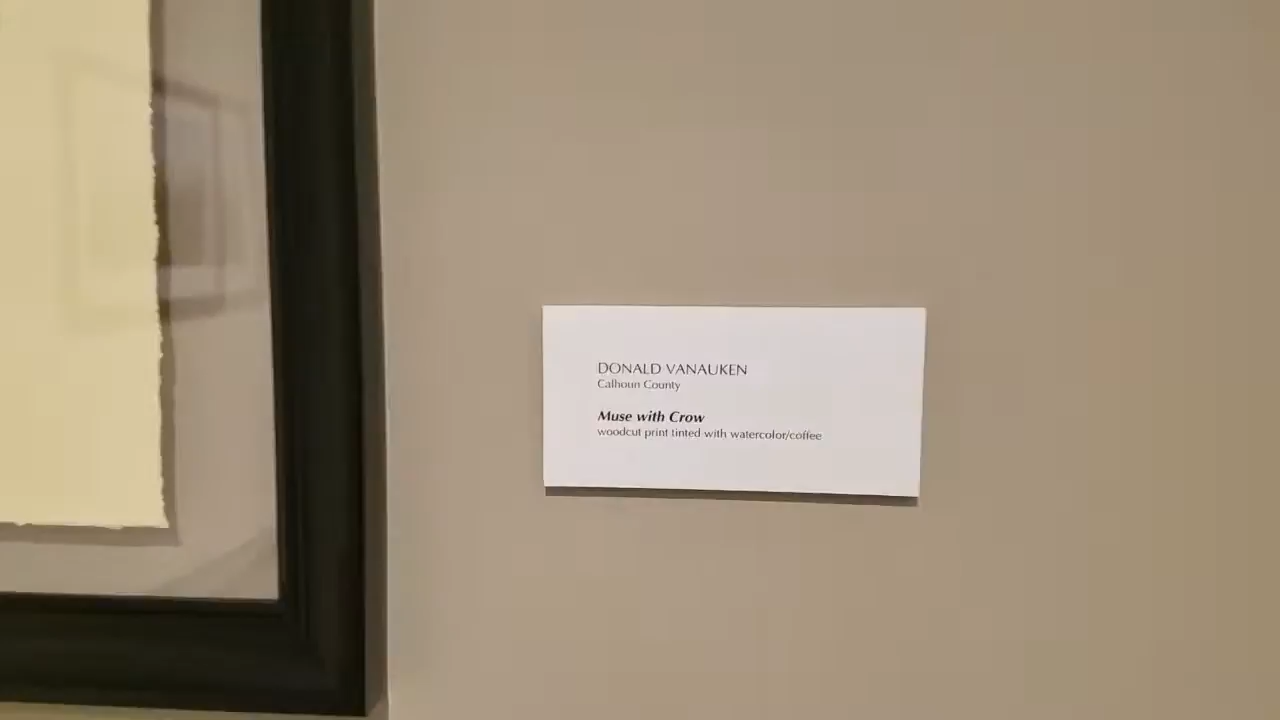 DONALD VANAUKEN
Calhoun County
Muse with Crow
woodcut print tinted with watercolor/coffee